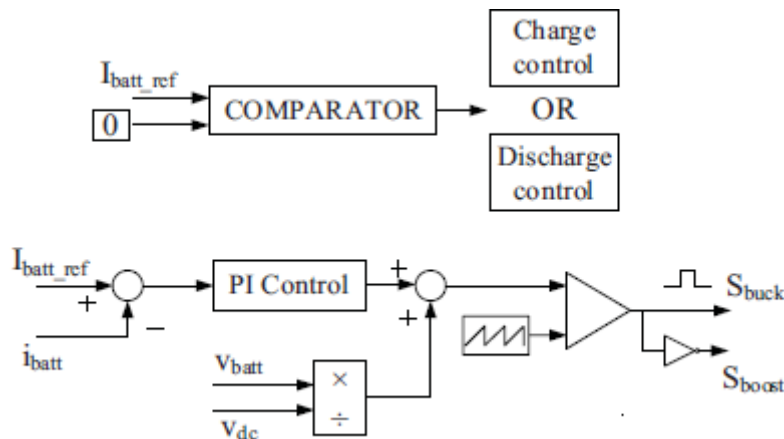 Charge
control
I_batt_ref
0
COMPARATOR
OR
Discharge
control
I_batt_ref
+
−
i_batt
PI Control
+
+
v_batt
v_dc
×
÷
S_buck
S_boost